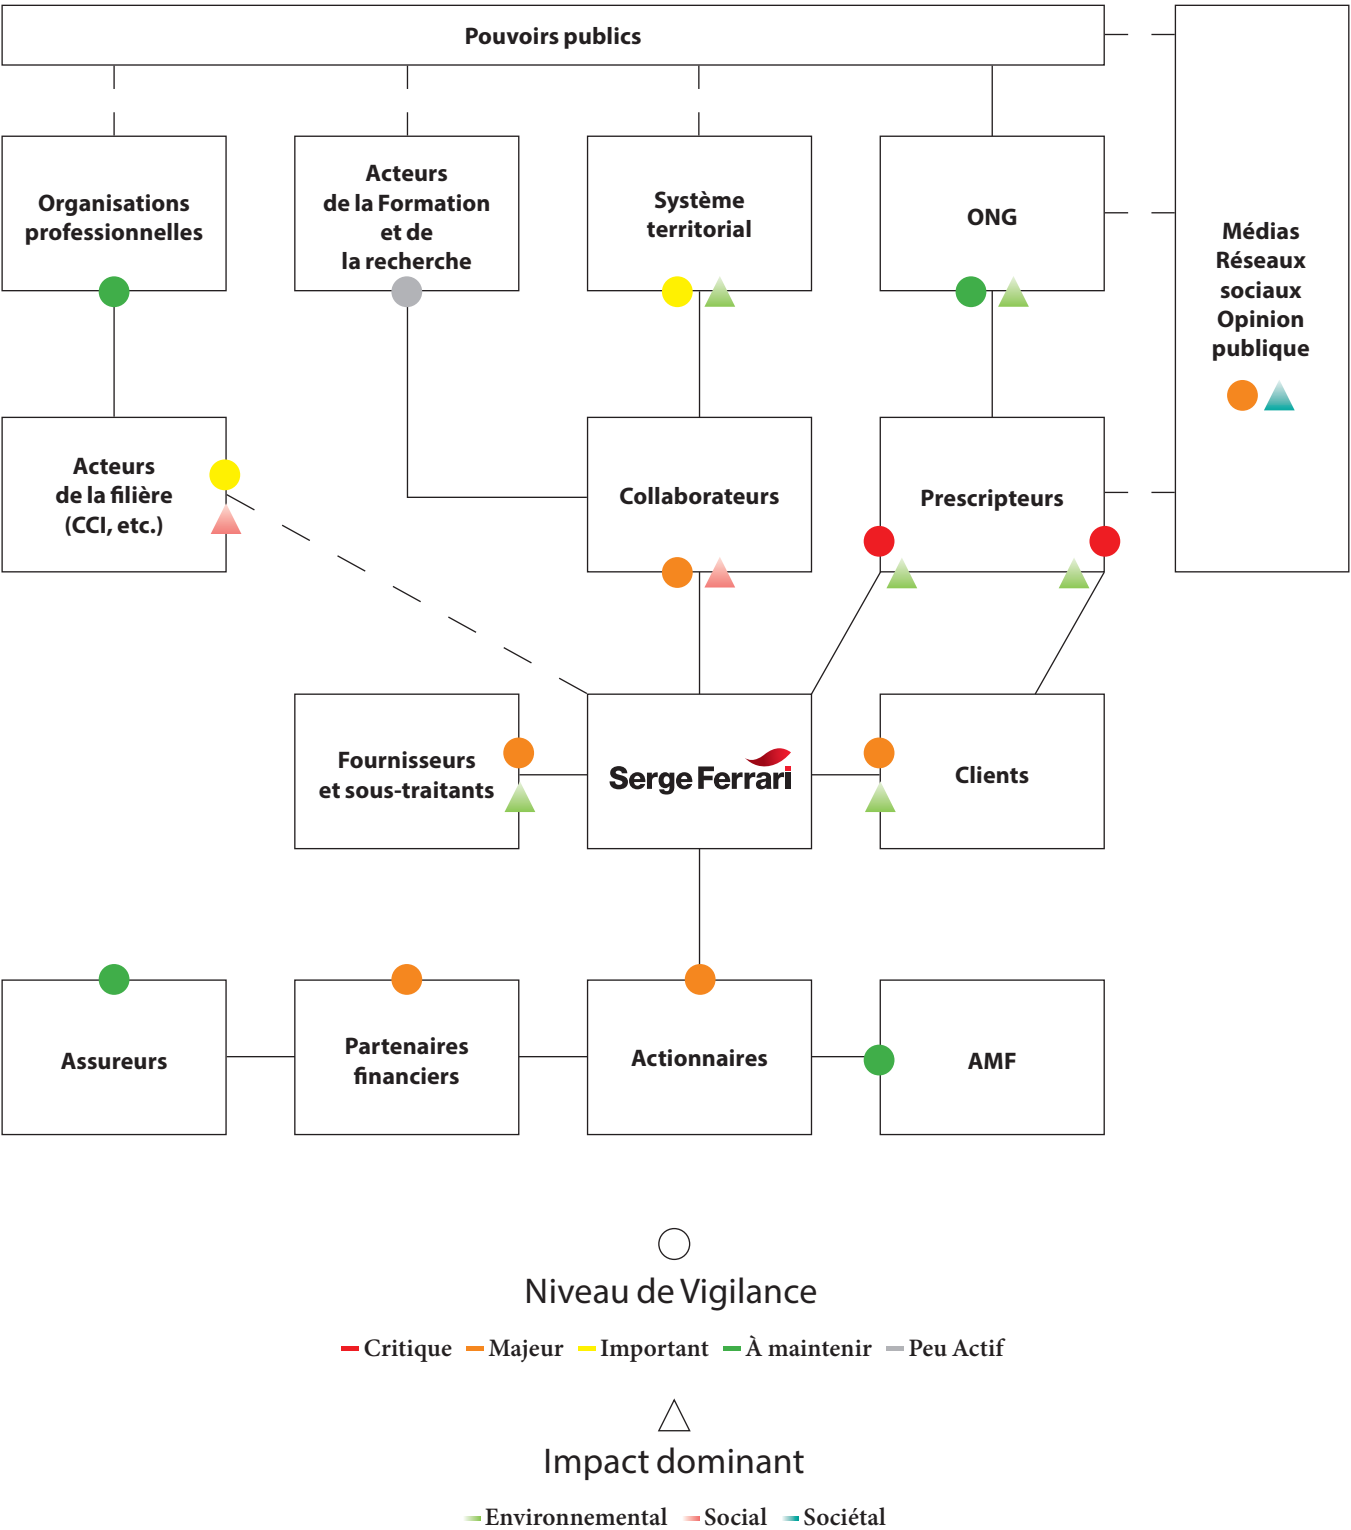 Pouvoirs publics
Organisations
professionnelles
Acteurs
de la Formation
et de
la recherche
Système
territorial
ONG
Médias
Réseaux
sociaux
Opinion
publique
Acteurs
de la filière
(CCI, etc.)
Collaborateurs
Prescripteurs
Fournisseurs
et sous-traitants
Serge Ferrari
Clients
Assureurs
Partenaires
financiers
Actionnaires
AMF
Niveau de Vigilance
Critique Majeur Important À maintenir Peu Actif
Impact dominant
Environnemental Social Sociétal